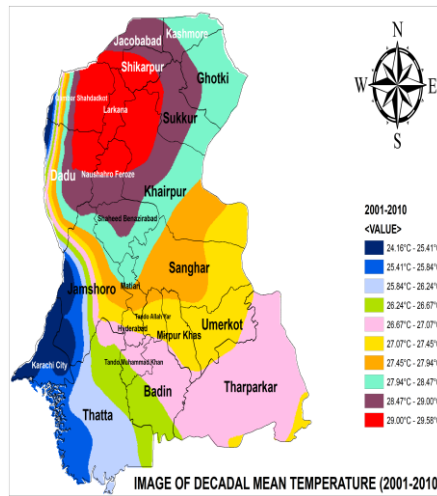 Kashmore
Jacobabad
N
Shikarpur
Ghotki
W E
Qambar Shahdadkot
Larkana
Sukkur
S
Dadu
Naushahro Feroze
Khairpur
Shaheed Benazirabad
2001-2010
<VALUE>
24.16°C - 25.41°
25.41°C - 25.84°
25.84°C - 26.24°
26.24°C - 26.67°
26.67°C - 27.07°
27.07°C - 27.45°
27.45°C - 27.94°
27.94°C - 28.47°
28.47°C - 29.00°
29.00°C - 29.58°
Sanghar
Jamshoro
Matiari
Tando Allah Yar
Hyderabad
Mirpur Khas
Umerkot
Karachi City
Tando Muhammad Khan
Badin
Tharparkar
Thatta
IMAGE OF DECADAL MEAN TEMPERATURE (2001-2010